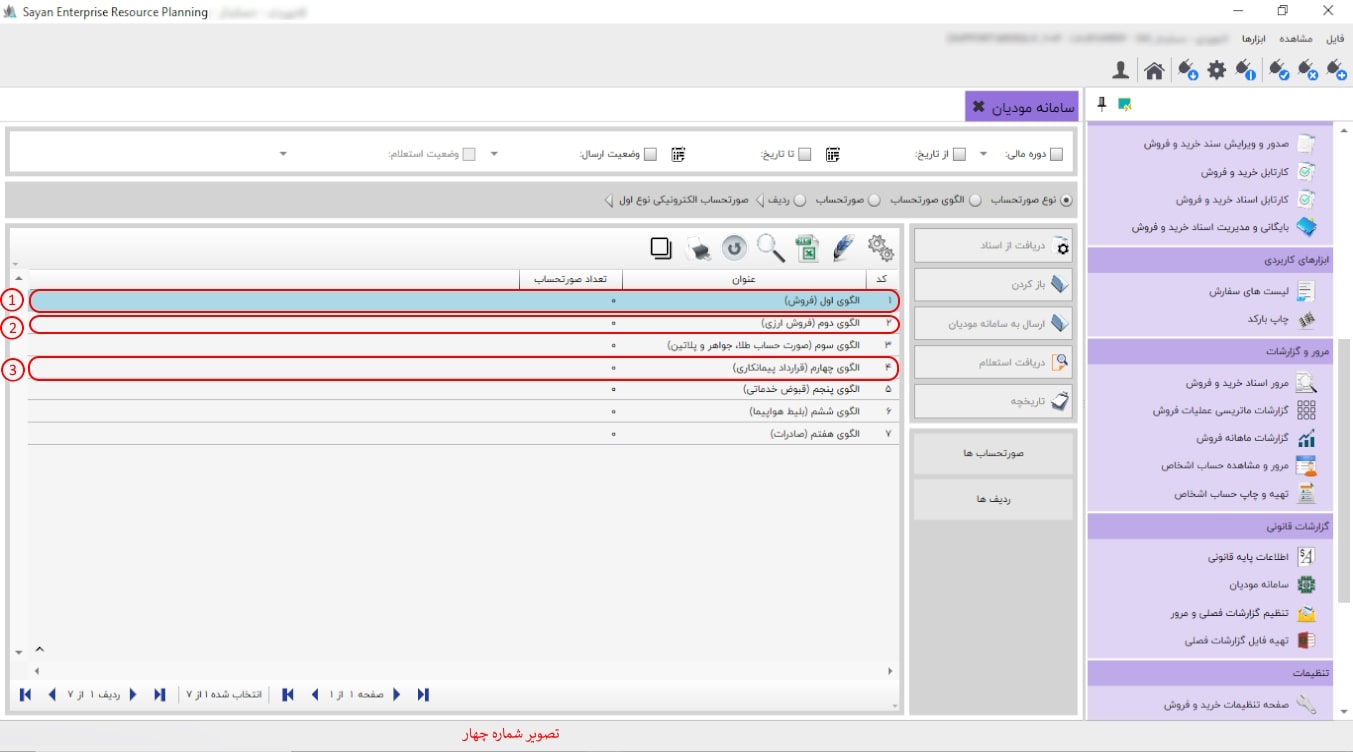 Sayan Enterprise Resource Planning
فایل مشاهده ابزارها
سامانه مودیان
دوره مالی: از تاریخ: تا تاریخ: وضعیت ارسال: وضعیت استعلام:
نوع صورتحساب الگوی صورتحساب صورتحساب ردیف صورتحساب الکترونیکی نوع اول
صدور و ویرایش سند خرید و فروش
کارتابل خرید و فروش
کارتابل اسناد خرید و فروش
بایگانی و مدیریت اسناد خرید و فروش
ابزارهای کاربردی
لیست های سفارش
چاپ بارکد
مرور و گزارشات
مرور اسناد خرید و فروش
گزارشات ماتریسی عملیات فروش
گزارشات ماهانه فروش
مرور و مشاهده حساب اشخاص
تهیه و چاپ حساب اشخاص
گزارشات قانونی
اطلاعات پایه قانونی
سامانه مودیان
تنظیم گزارشات فصلی و مرور
تهیه فایل گزارشات فصلی
تنظیمات
صفحه تنظیمات خرید و فروش
دریافت از اسناد
باز کردن
ارسال به سامانه مودیان
دریافت استعلام
تاریخچه
صورتحساب ها
ردیف ها
کد عنوان تعداد صورتحساب
۱ الگوی اول (فروش) ۰ 1
۲ الگوی دوم (فروش ارزی) ۰ 2
۳ الگوی سوم (صورت حساب طلا، جواهر و پلاتین) ۰
۴ الگوی چهارم (قرارداد پیمانکاری) ۰ 3
۵ الگوی پنجم (قبوض خدماتی) ۰
۶ الگوی ششم (بلیط هواپیما) ۰
۷ الگوی هفتم (صادرات) ۰
صفحه ۱ از ۱ انتخاب شده ۱ از ۷ ردیف ۱ از ۷
تصویر شماره چهار